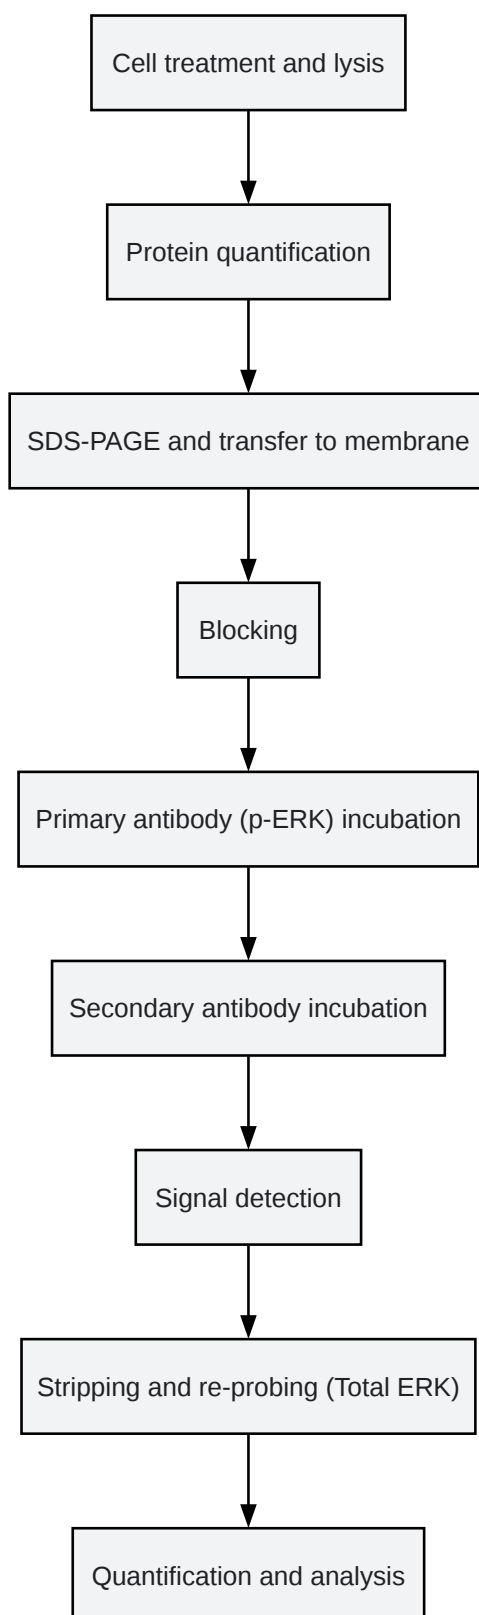 Cell treatment and lysis
Protein quantification
SDS-PAGE and transfer to membrane
Blocking
Primary antibody (p-ERK) incubation
Secondary antibody incubation
Signal detection
Stripping and re-probing (Total ERK)
Quantification and analysis